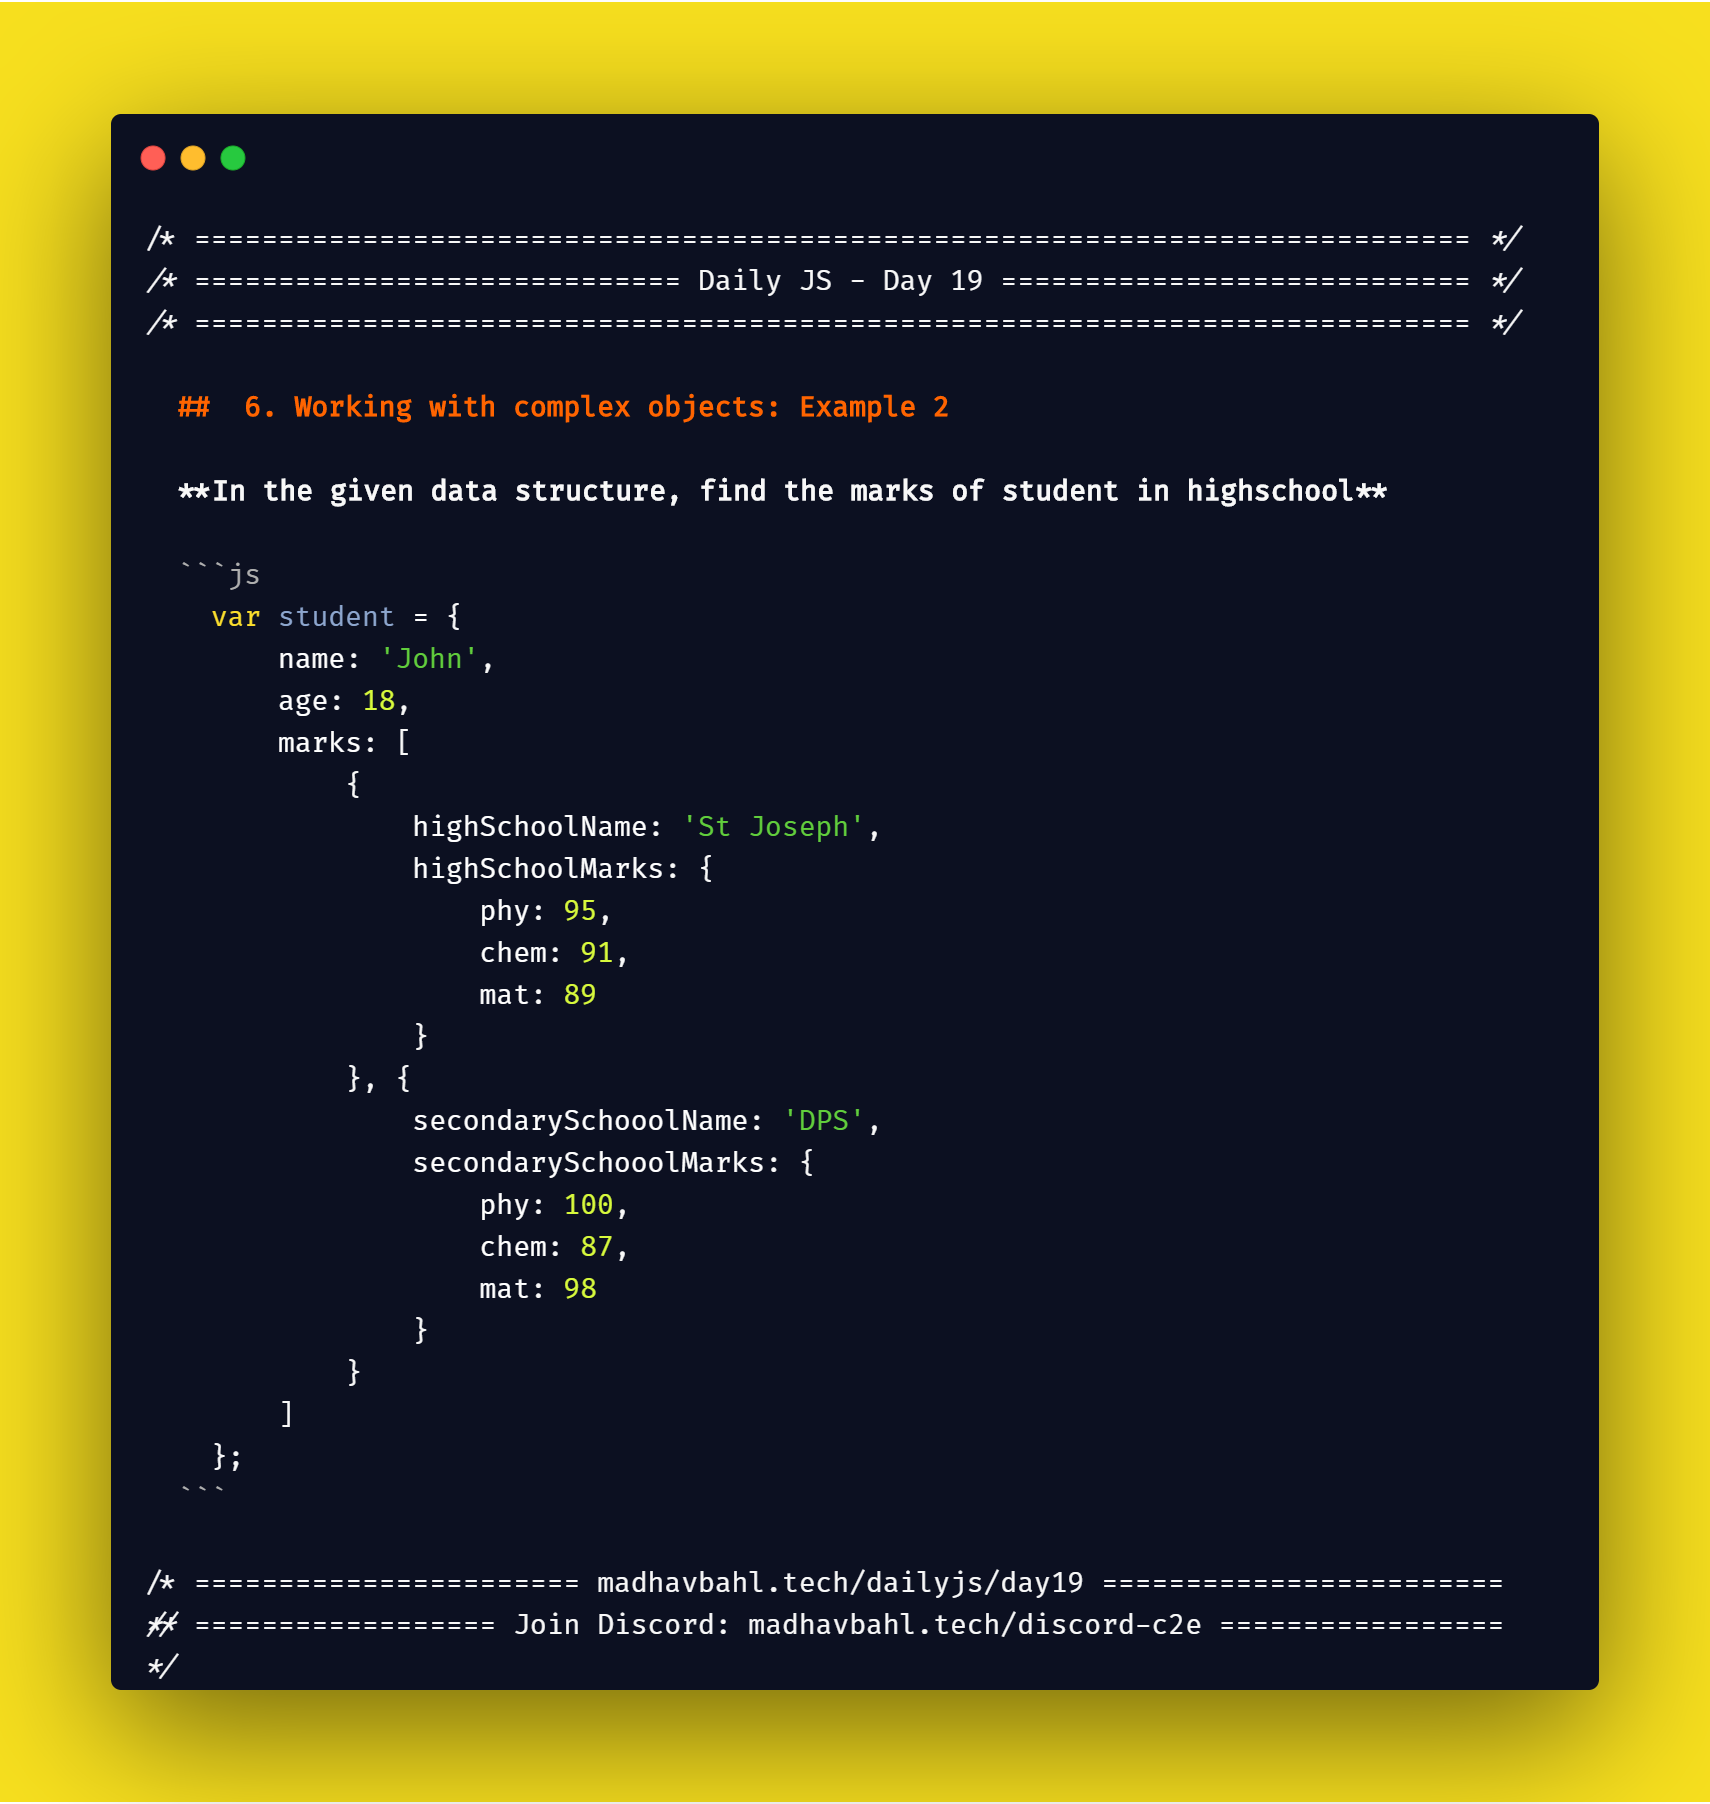 /* ============================================================================ */
/* ============================= Daily JS - Day 19 ============================ */
/* ============================================================================ */
##  6. Working with complex objects: Example 2
**In the given data structure, find the marks of student in highschool**
```js
var student = {
name: 'John',
age: 18,
marks: [
{
highSchoolName: 'St Joseph',
highSchoolMarks: {
phy: 95,
chem: 91,
mat: 89
}
}, {
secondarySchooolName: 'DPS',
secondarySchooolMarks: {
phy: 100,
chem: 87,
mat: 98
}
}
]
};
```
/* ======================= madhavbahl.tech/dailyjs/day19 ========================
*/
/* ================== Join Discord: madhavbahl.tech/discord-c2e =================
*/